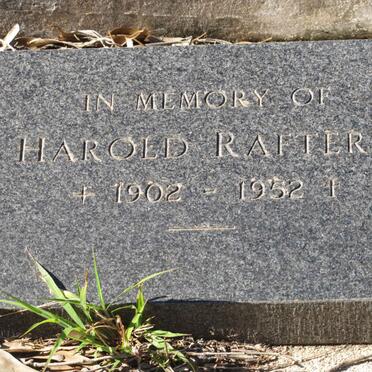 IN MEMORY OF
HAROLD RAFTER
+ 1902 - 1952 +